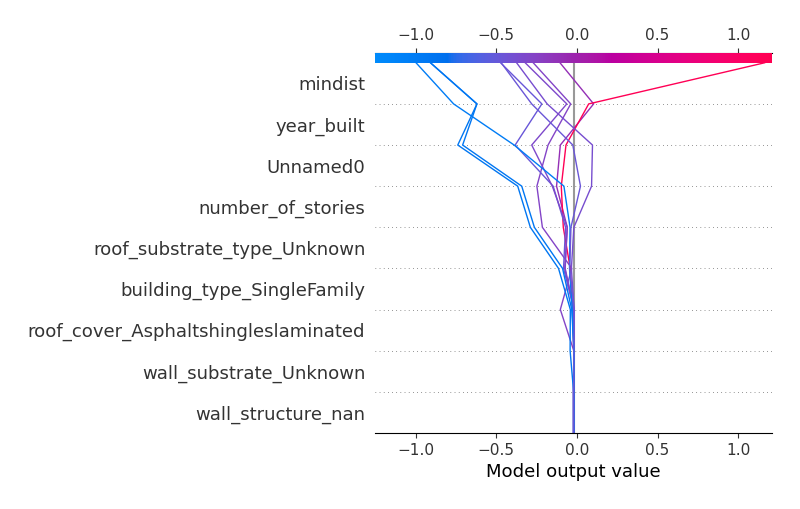 −1.0 −0.5 0.0 0.5 1.0
mindist
year_built
Unnamed0
number_of_stories
roof_substrate_type_Unknown
building_type_SingleFamily
roof_cover_Asphaltshingleslaminated
wall_substrate_Unknown
wall_structure_nan
−1.0 −0.5 0.0 0.5 1.0
Model output value